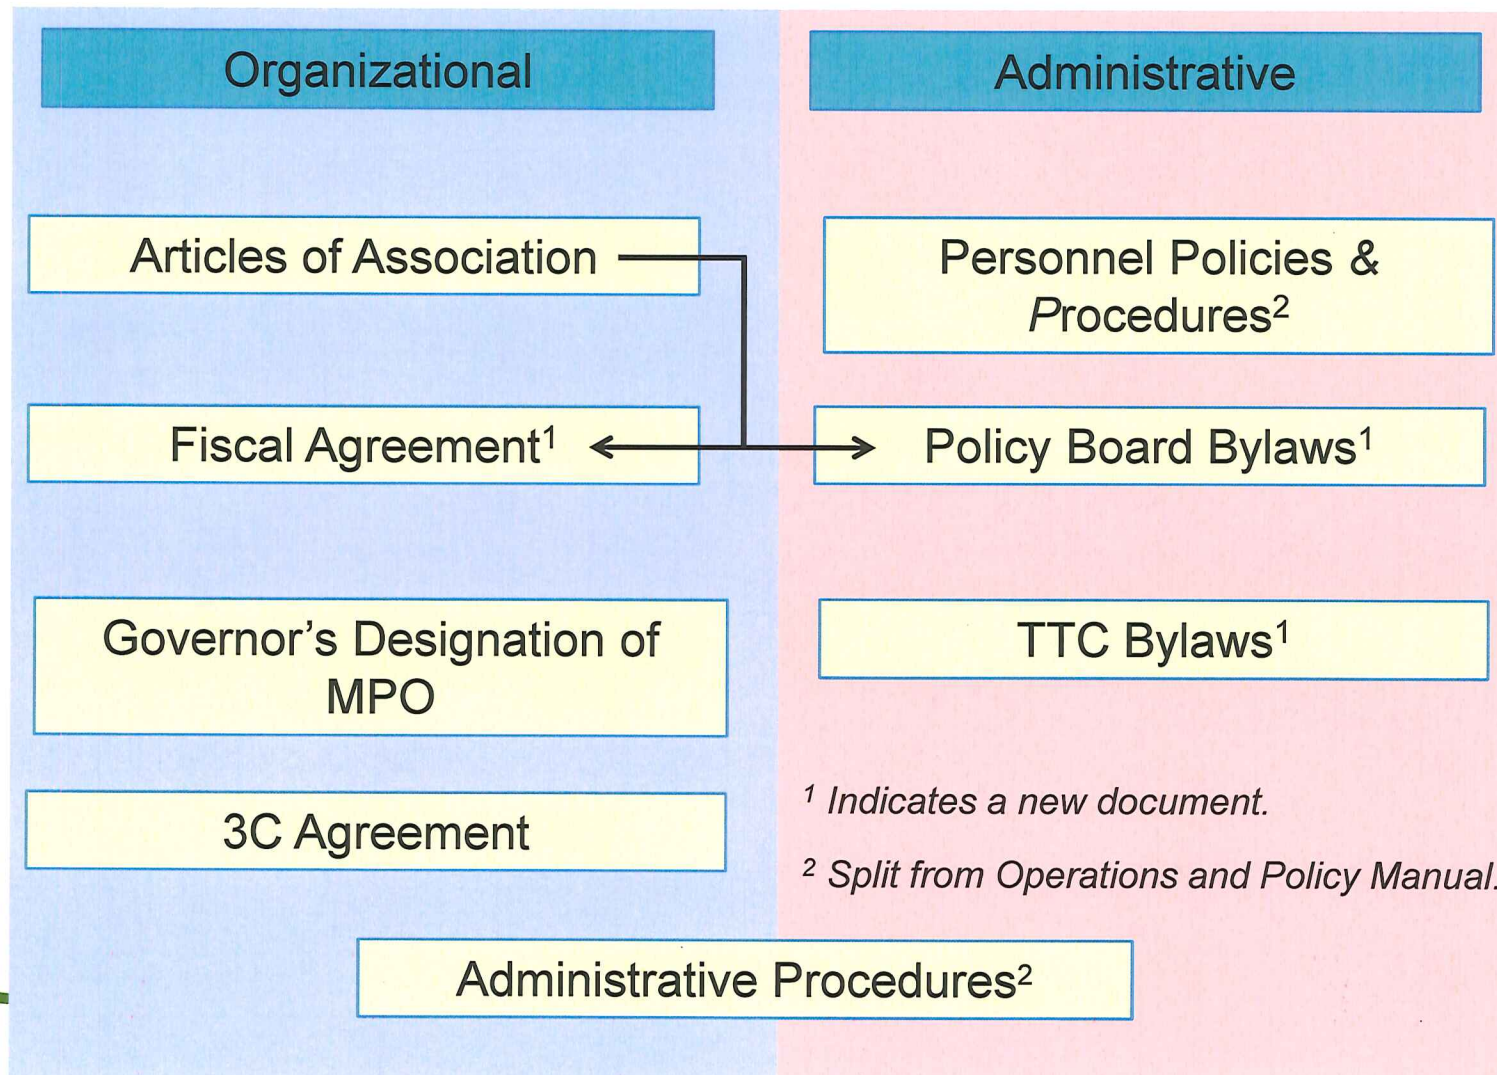 Organizational
Articles of Association
Fiscal Agreement¹
Governor’s Designation of
MPO
3C Agreement
Administrative
Personnel Policies &
Procedures²
Policy Board Bylaws¹
TTC Bylaws¹
¹ Indicates a new document.
² Split from Operations and Policy Manual.
Administrative Procedures²